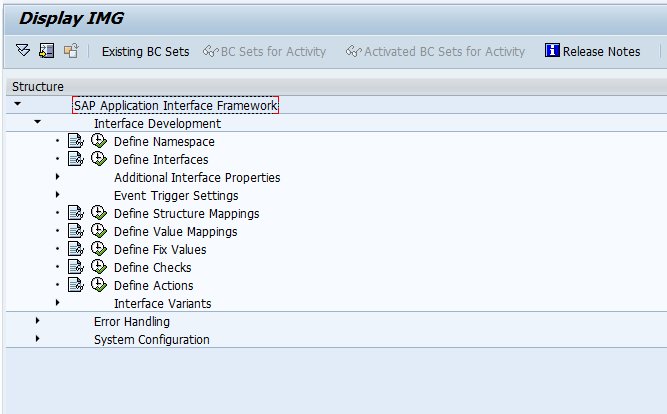 Display IMG
Existing BC Sets BC Sets for Activity Activated BC Sets for Activity Release Notes
Structure
SAP Application Interface Framework
Interface Development
Define Namespace
Define Interfaces
Additional Interface Properties
Event Trigger Settings
Define Structure Mappings
Define Value Mappings
Define Fix Values
Define Checks
Define Actions
Interface Variants
Error Handling
System Configuration